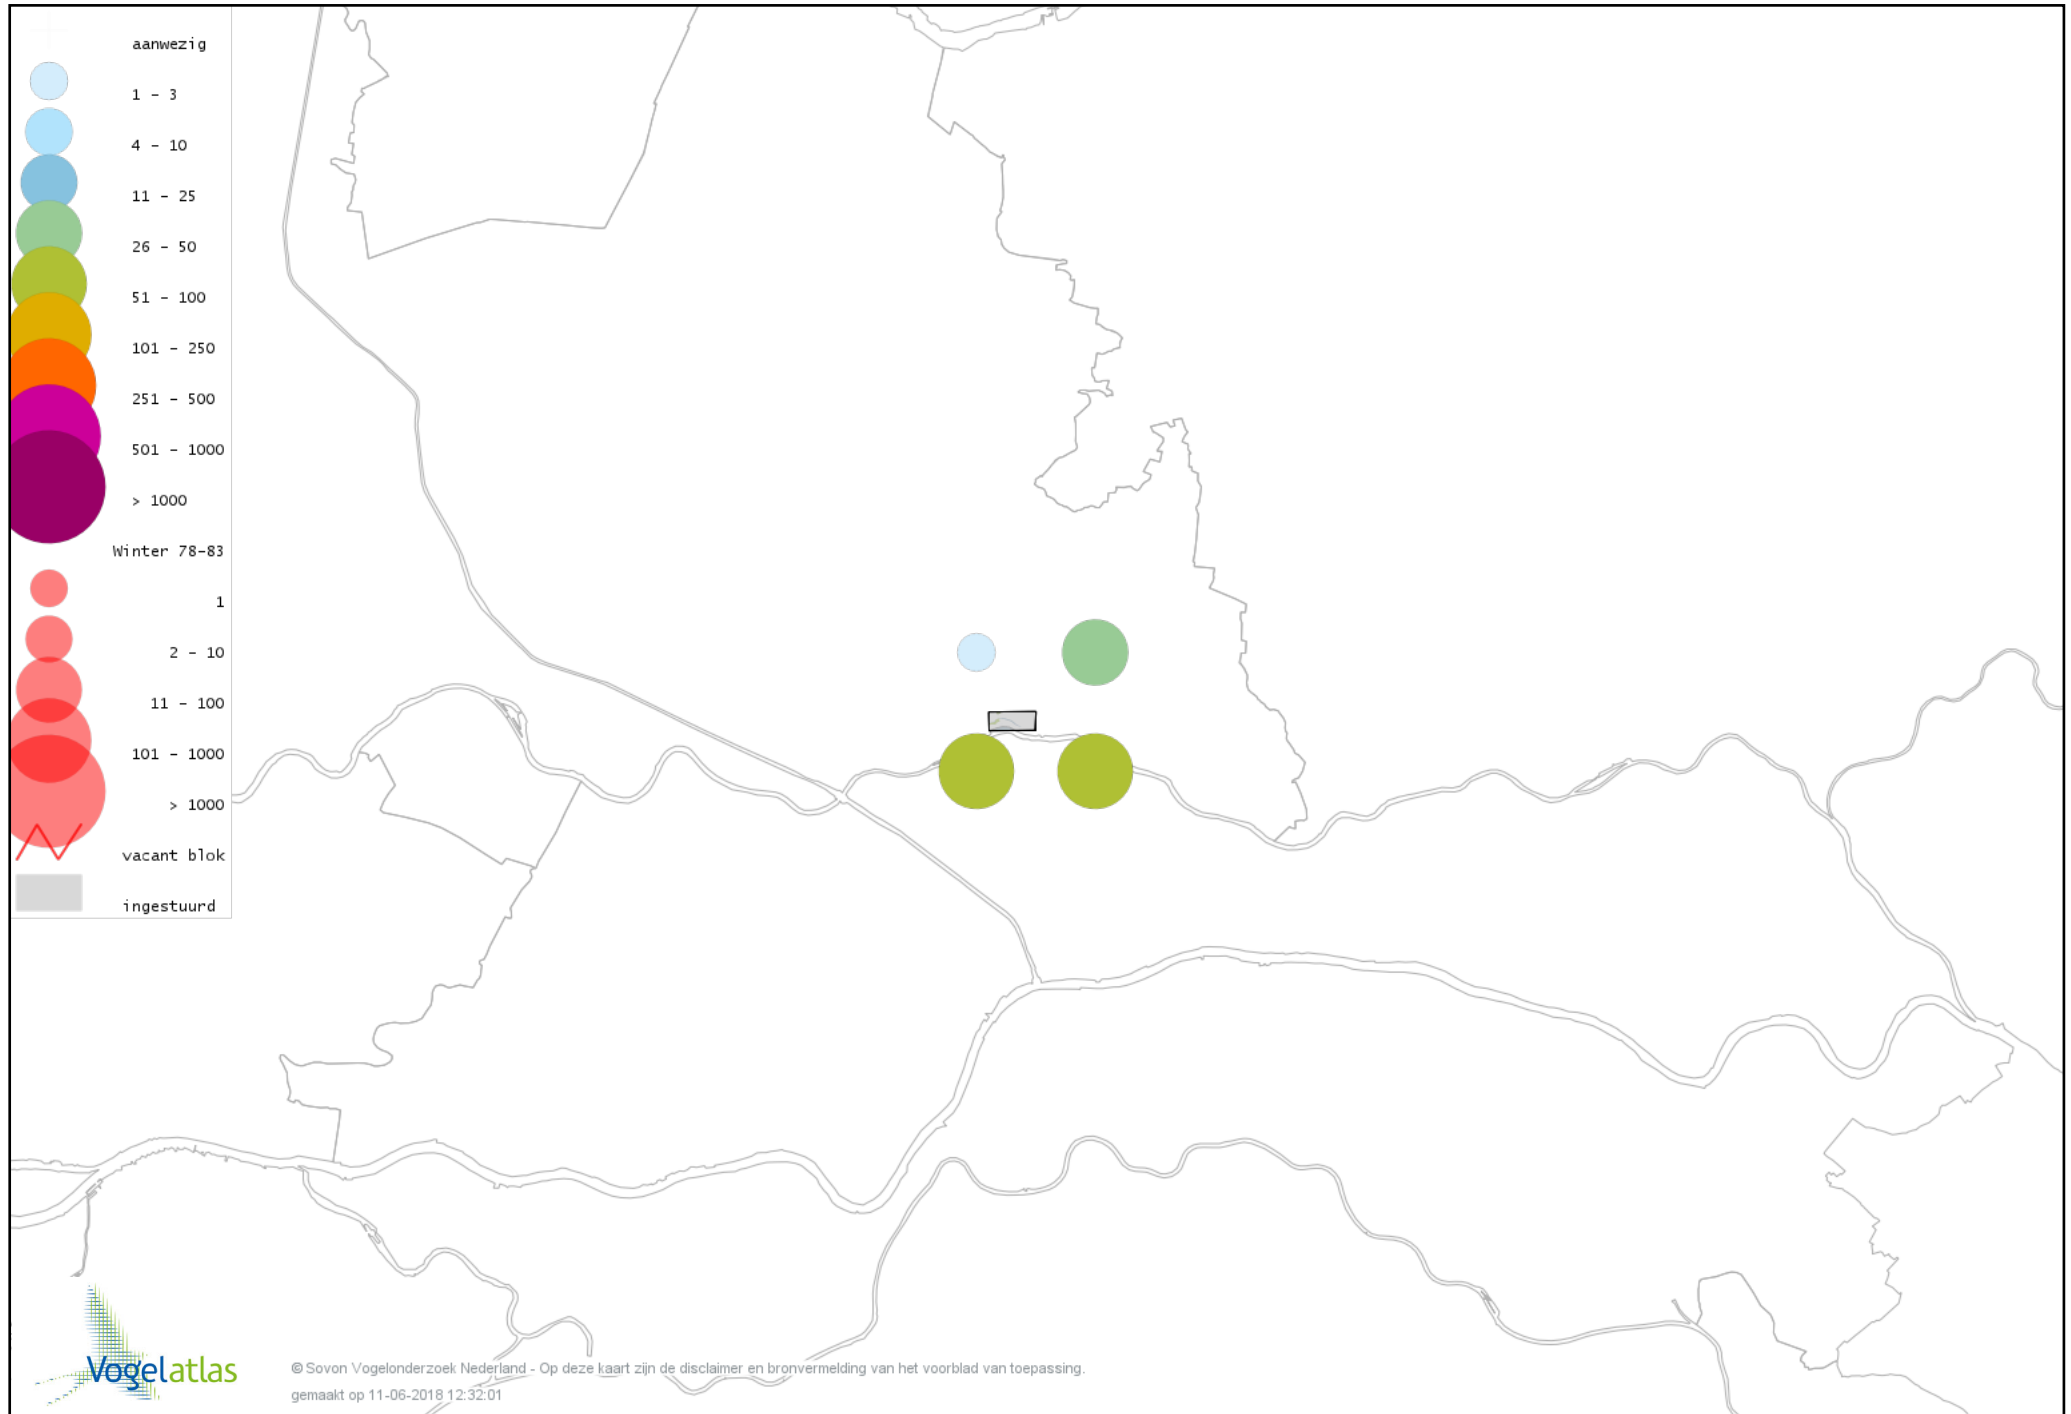 aanwezig
1 - 3
4 - 10
11 - 25
26 - 50
51 - 100
101 - 250
251 - 500
501 - 1000
> 1000
Winter 78-83
1
2 - 10
11 - 100
101 - 1000
> 1000
vacant blok
ingestuurd
Vogelatlas
© Sovon Vogelonderzoek Nederland - Op deze kaart zijn de disclaimer en bronvermelding van het voorblad van toepassing.
gemaakt op 11-06-2018 12:32:01